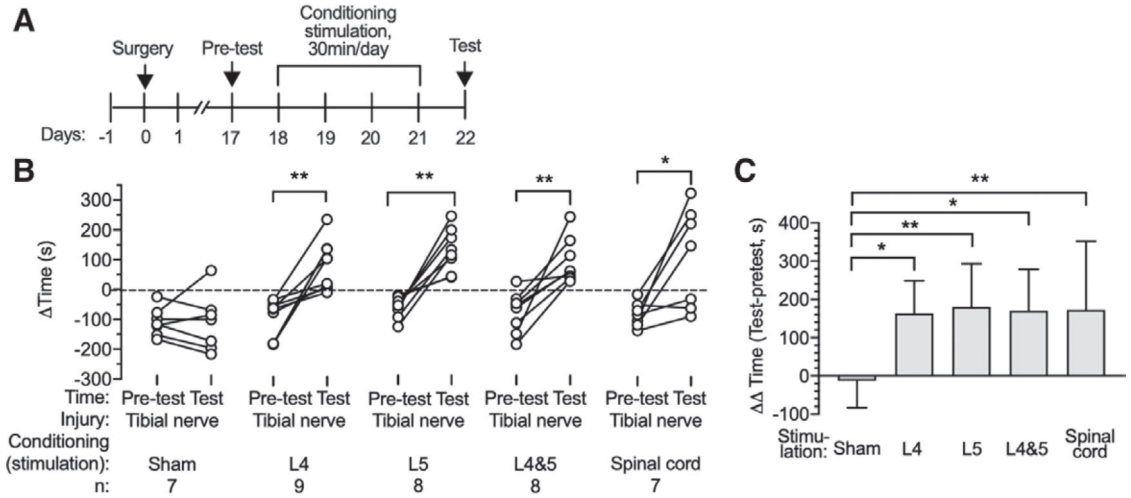 A
Surgery
Pre-test
Conditioning
stimulation,
30min/day
Test
Days: -1 0 1 17 18 19 20 21 22
B
ΔTime (s)
300
200
100
0
-100
-200
-300
** ** ** *
Time: Pre-test Test Pre-test Test Pre-test Test Pre-test Test Pre-test Test
Injury: Tibial nerve Tibial nerve Tibial nerve Tibial nerve Tibial nerve
Conditioning
(stimulation): Sham L4 L5 L4&5 Spinal cord
n: 7 9 8 8 7
C
ΔΔ Time (Test-pretest, s)
400
300
200
100
0
-100
**
*
**
*
Stimu-
lation: Sham L4 L5 L4&5 Spinal
cord